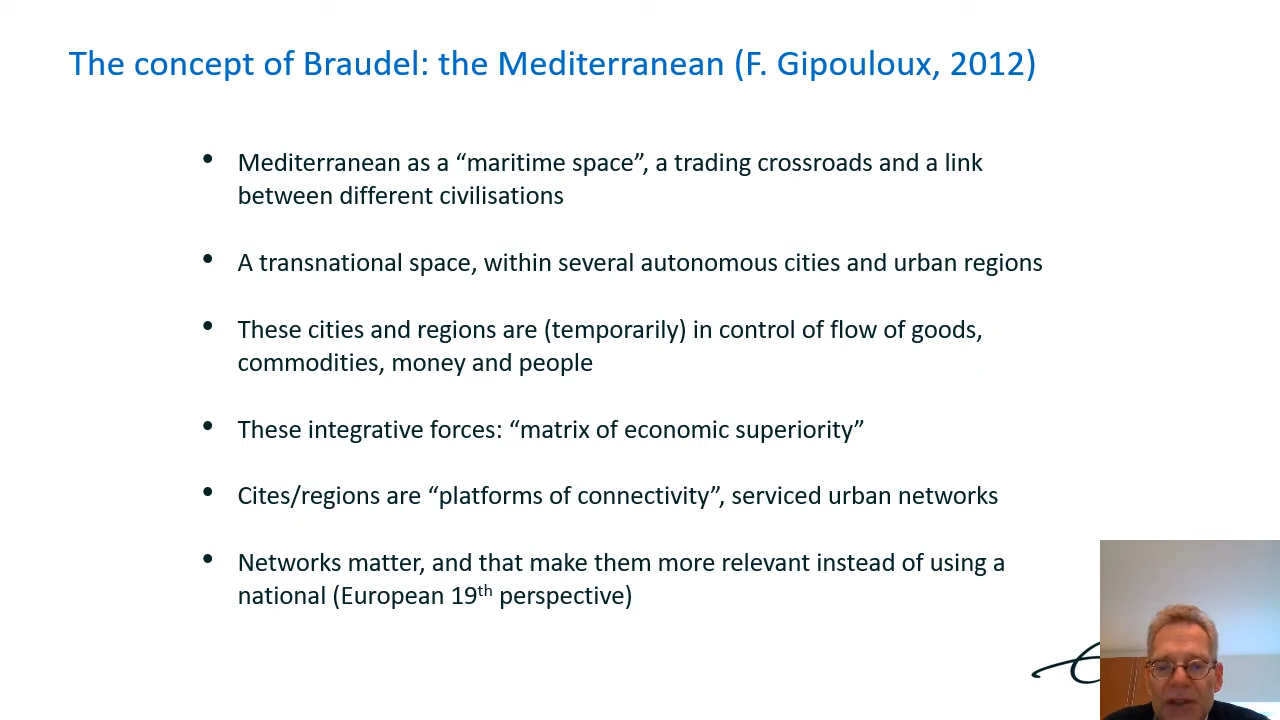 The concept of Braudel: the Mediterranean (F. Gipouloux, 2012)
• Mediterranean as a “maritime space”, a trading crossroads and a link
between different civilisations
• A transnational space, within several autonomous cities and urban regions
• These cities and regions are (temporarily) in control of flow of goods,
commodities, money and people
• These integrative forces: “matrix of economic superiority”
• Cites/regions are “platforms of connectivity”, serviced urban networks
• Networks matter, and that make them more relevant instead of using a
national (European 19th perspective)